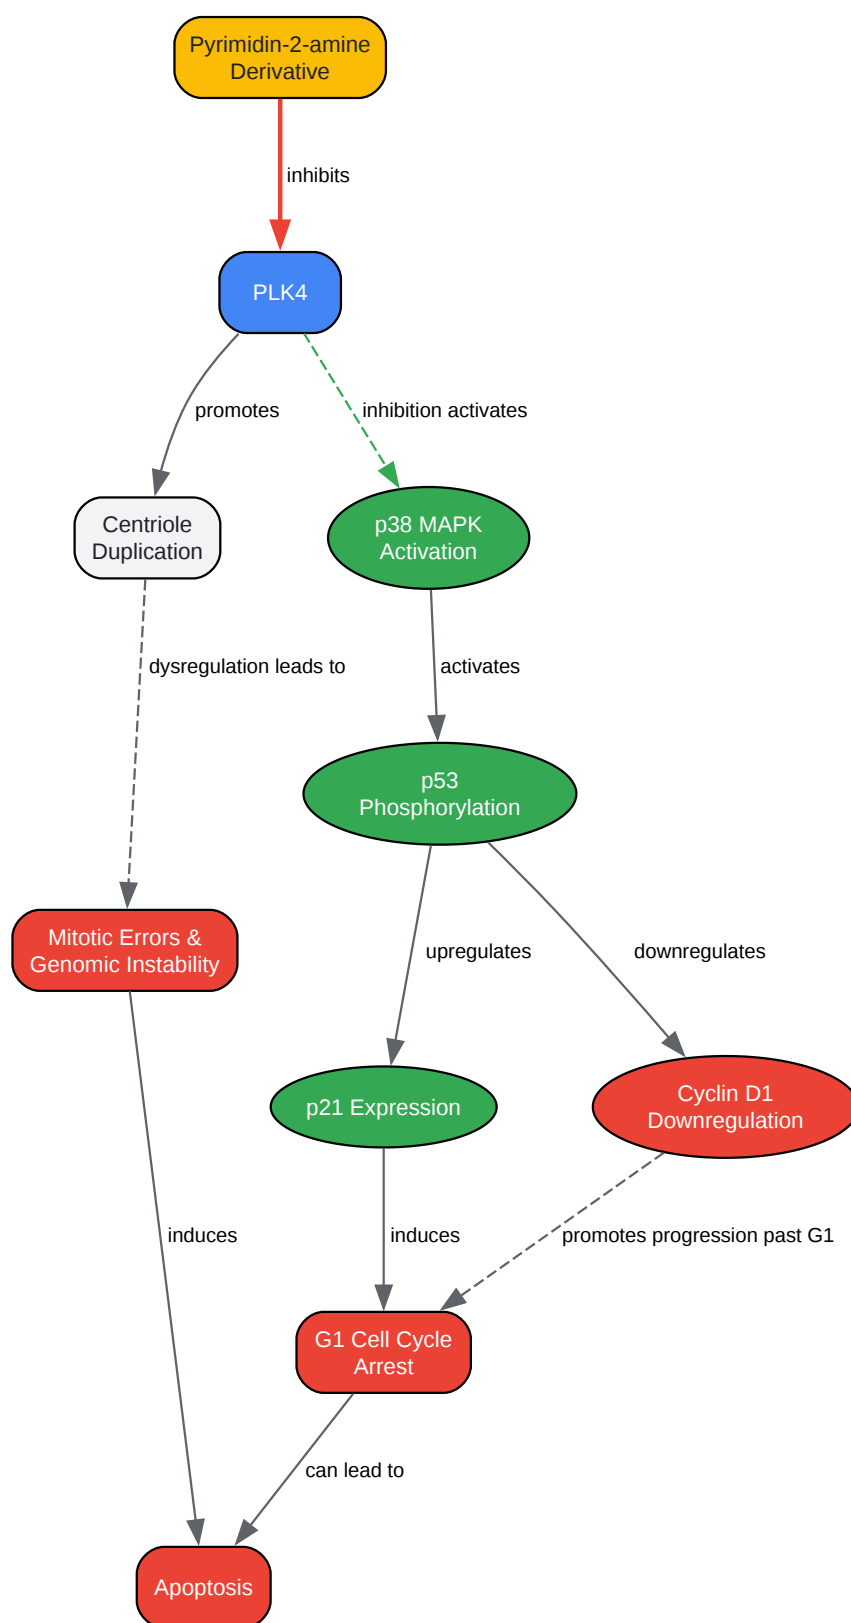 Pyrimidin-2-amine
Derivative
inhibits
PLK4
promotes
inhibition activates
Centriole
Duplication
p38 MAPK
Activation
dysregulation leads to
activates
p53
Phosphorylation
Mitotic Errors &
Genomic Instability
upregulates
downregulates
p21 Expression
Cyclin D1
Downregulation
induces
induces
promotes progression past G1
G1 Cell Cycle
Arrest
can lead to
Apoptosis